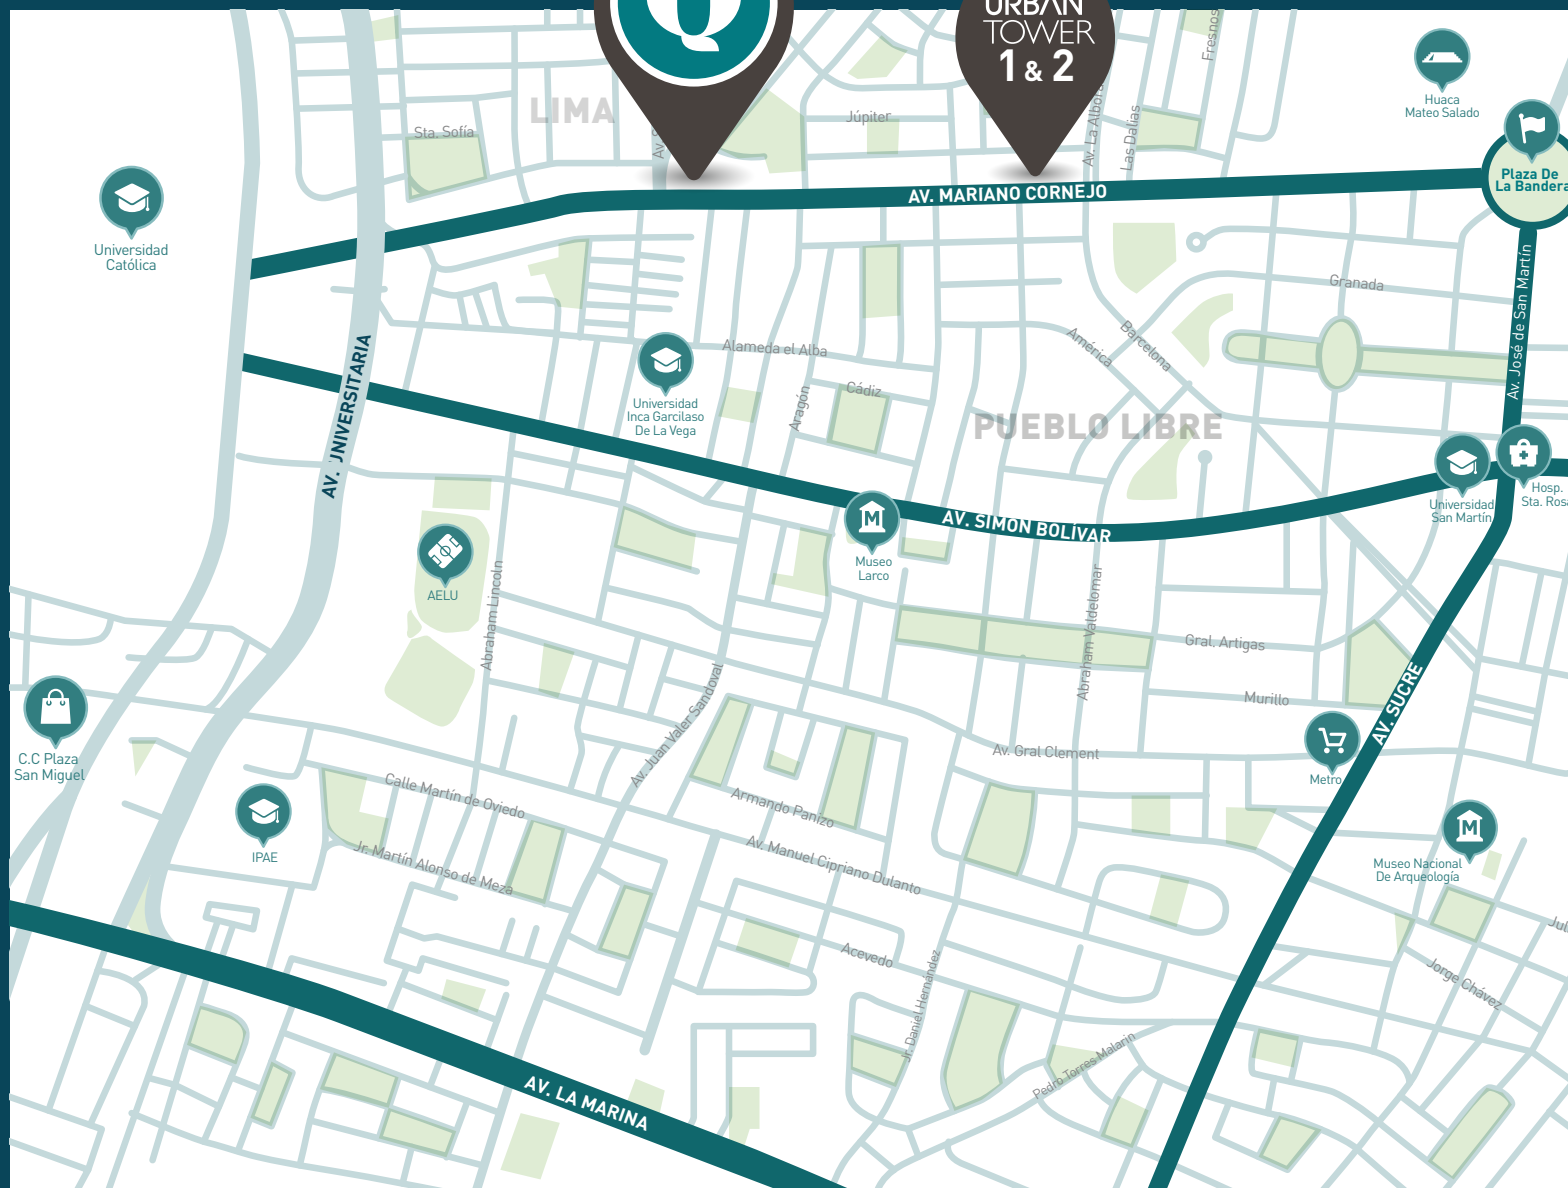 URBAN
TOWER
1 & 2
Fresnos
LIMA
Júpiter
Av. La Albora
Las Dalias
Sta. Sofía
Huaca
Mateo Salado
Plaza De
La Bandera
AV. MARIANO CORNEJO
Universidad
Católica
Granada
Av. José de San Martín
AV. UNIVERSITARIA
Alameda el Alba
América
Barcelona
Cádiz
Aragón
Universidad
Inca Garcilaso
De La Vega
PUEBLO LIBRE
Universidad
San Martín
Hosp.
Sta. Rosa
AV. SIMON BOLÍVAR
M
Museo
Larco
AELU
Abraham Lincoln
Abraham Valdelomar
Gral. Artigas
Murillo
AV. SUCRE
Av. Juan Valer Sandoval
Av. Gral Clement
Metro
C.C Plaza
San Miguel
Calle Martín de Oviedo
Armando Panizo
IPAE
Jr. Martín Alonso de Meza
Av. Manuel Cipriano Dulanto
M
Museo Nacional
De Arqueología
Acevedo
Jr. Daniel Hernández
Jorge Chávez
Pedro Torres Malarin
AV. LA MARINA